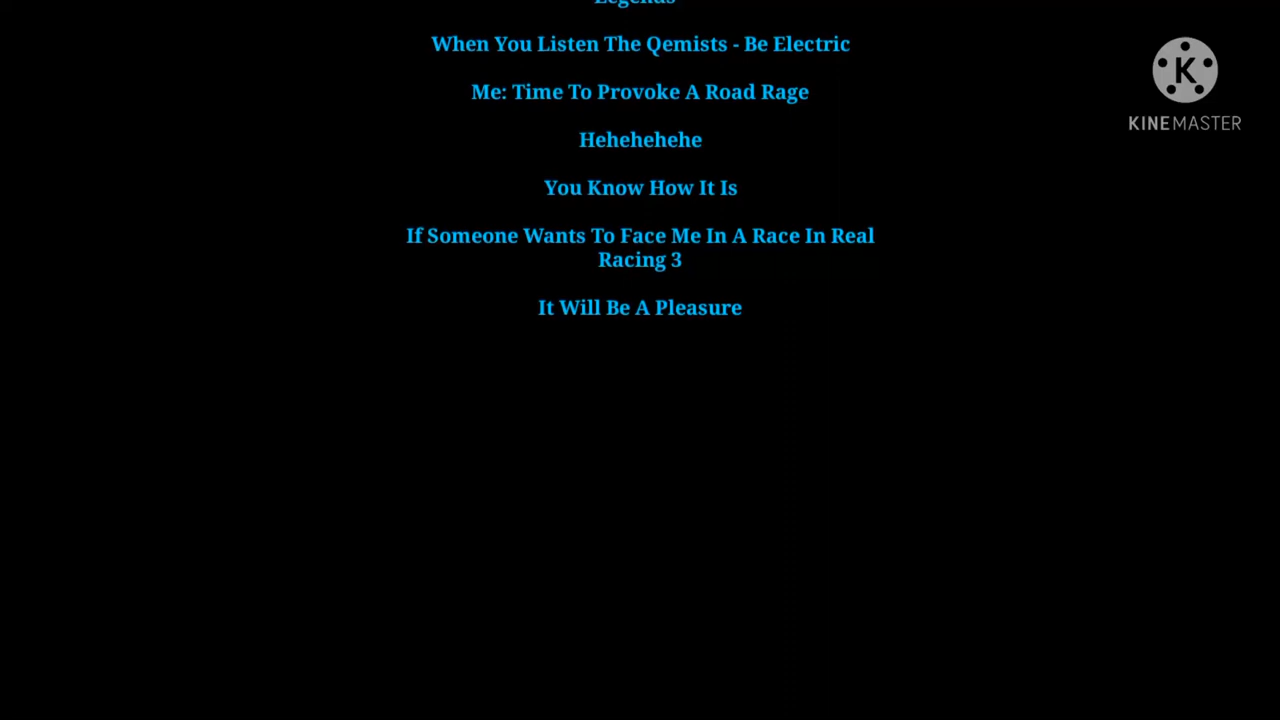 Legends
When You Listen The Qemists - Be Electric
Me: Time To Provoke A Road Rage
Hehehehehe
You Know How It Is
If Someone Wants To Face Me In A Race In Real
Racing 3
It Will Be A Pleasure
K
KINEMASTER